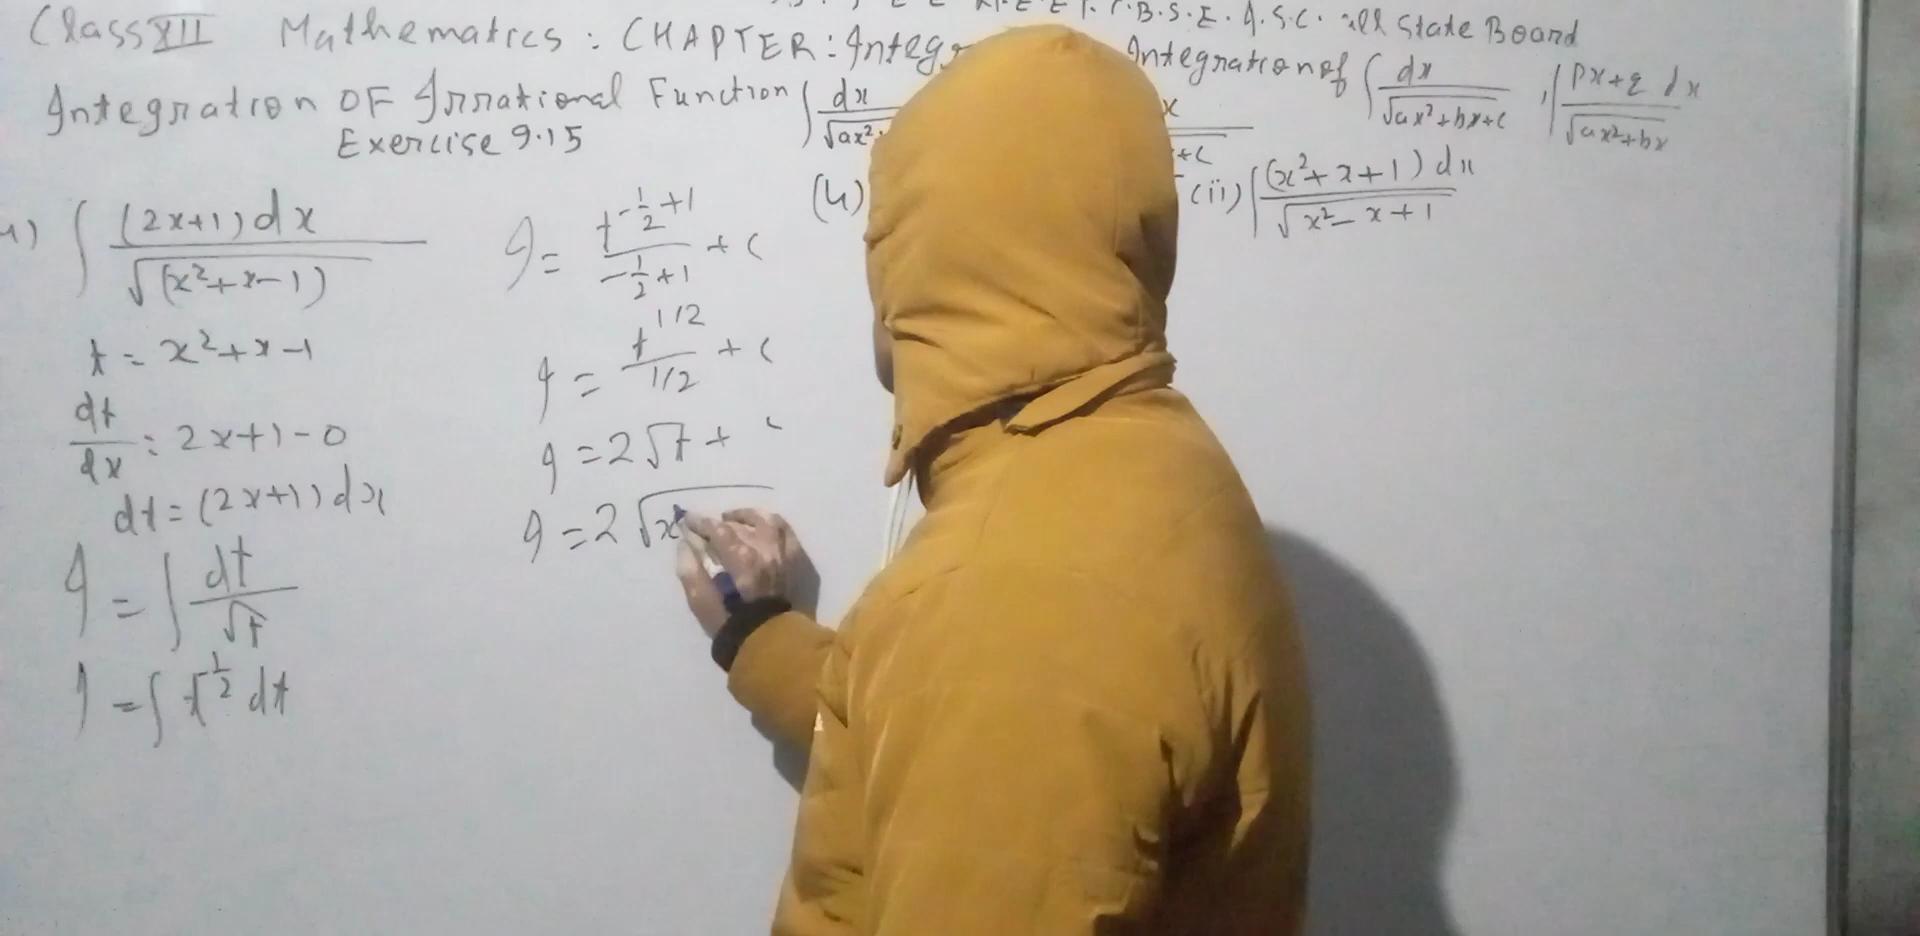 C.B.S.E. I.S.C. all State Board
Class XII Mathematics : CHAPTER : Integ
Integration of ∫ dx / √ax²+bx+c , ∫ px+q dx / √ax²+bx
Integration OF Irrational Function ∫ dx / √ax²
x
+c
Exercise 9.15
∫ (2x+1)dx / √(x²+x-1)
t = x²+x-1
dt/dx = 2x+1-0
dt = (2x+1)dx
I = ∫ dt/√t
I = ∫ t^-1/2 dt
I = t^(-1/2+1) / (-1/2+1) + c
I = t^1/2 / 1/2 + c
I = 2√t + c
I = 2√x
(4)
(ii) ∫ (x²+x+1)dx / √x²-x+1